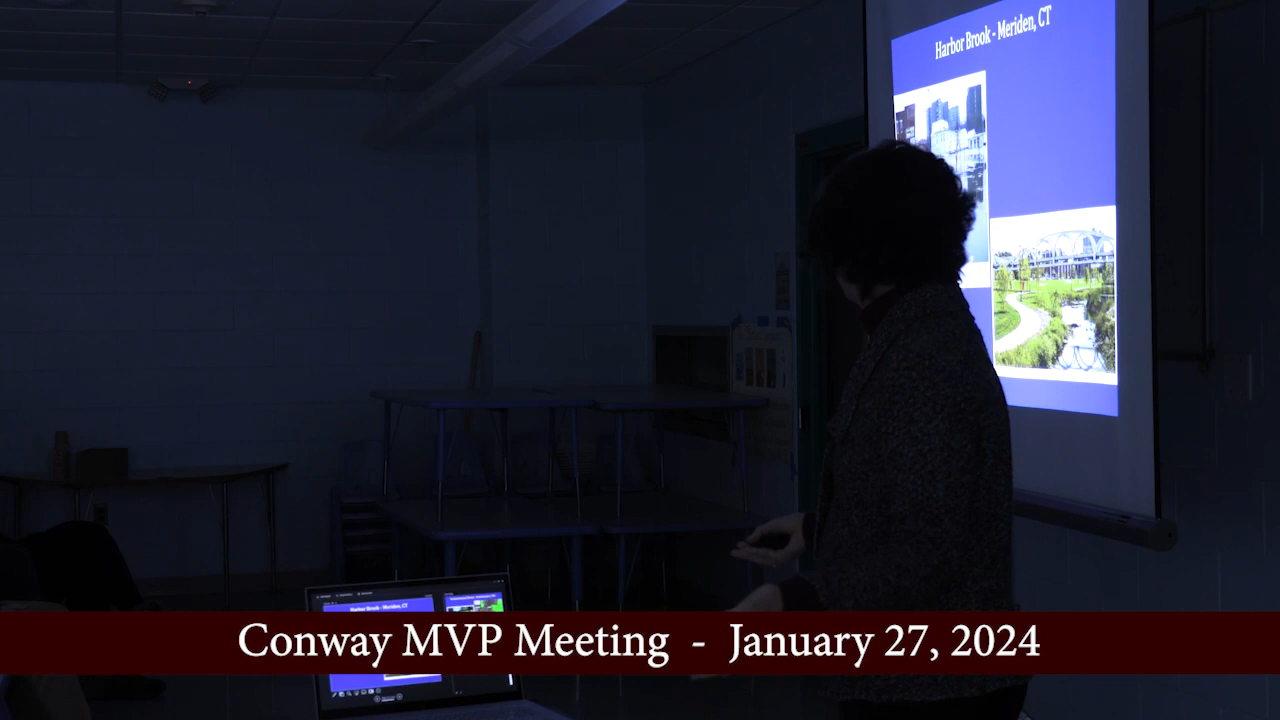 Harbor Brook - Meriden, CT
Harbor Brook - Meriden, CT
Conway MVP Meeting - January 27, 2024